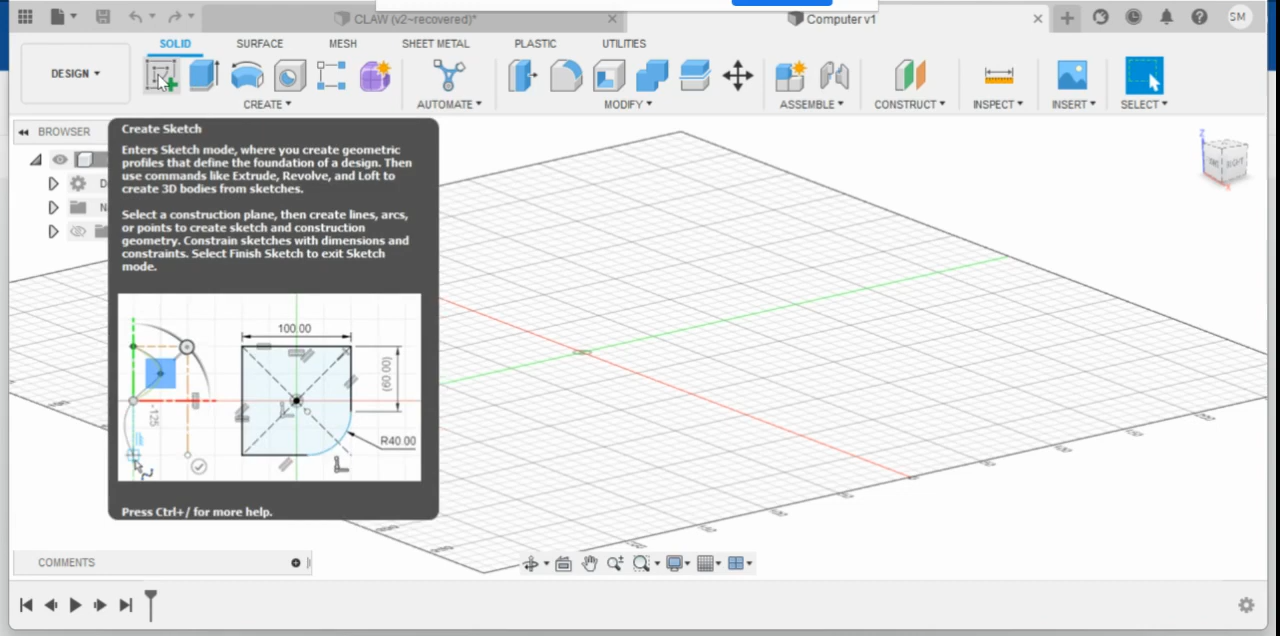 CLAW (v2~recovered)*
Computer v1
SM
DESIGN
SOLID
SURFACE
MESH
SHEET METAL
PLASTIC
UTILITIES
CREATE
AUTOMATE
MODIFY
ASSEMBLE
CONSTRUCT
INSPECT
INSERT
SELECT
BROWSER
D
N
Create Sketch
Enters Sketch mode, where you create geometric
profiles that define the foundation of a design. Then
use commands like Extrude, Revolve, and Loft to
create 3D bodies from sketches.
Select a construction plane, then create lines, arcs,
or points to create sketch and construction
geometry. Constrain sketches with dimensions and
constraints. Select Finish Sketch to exit Sketch
mode.
100.00
(60.00)
-125
R40.00
Press Ctrl+/ for more help.
Z
RIGHT
X
COMMENTS